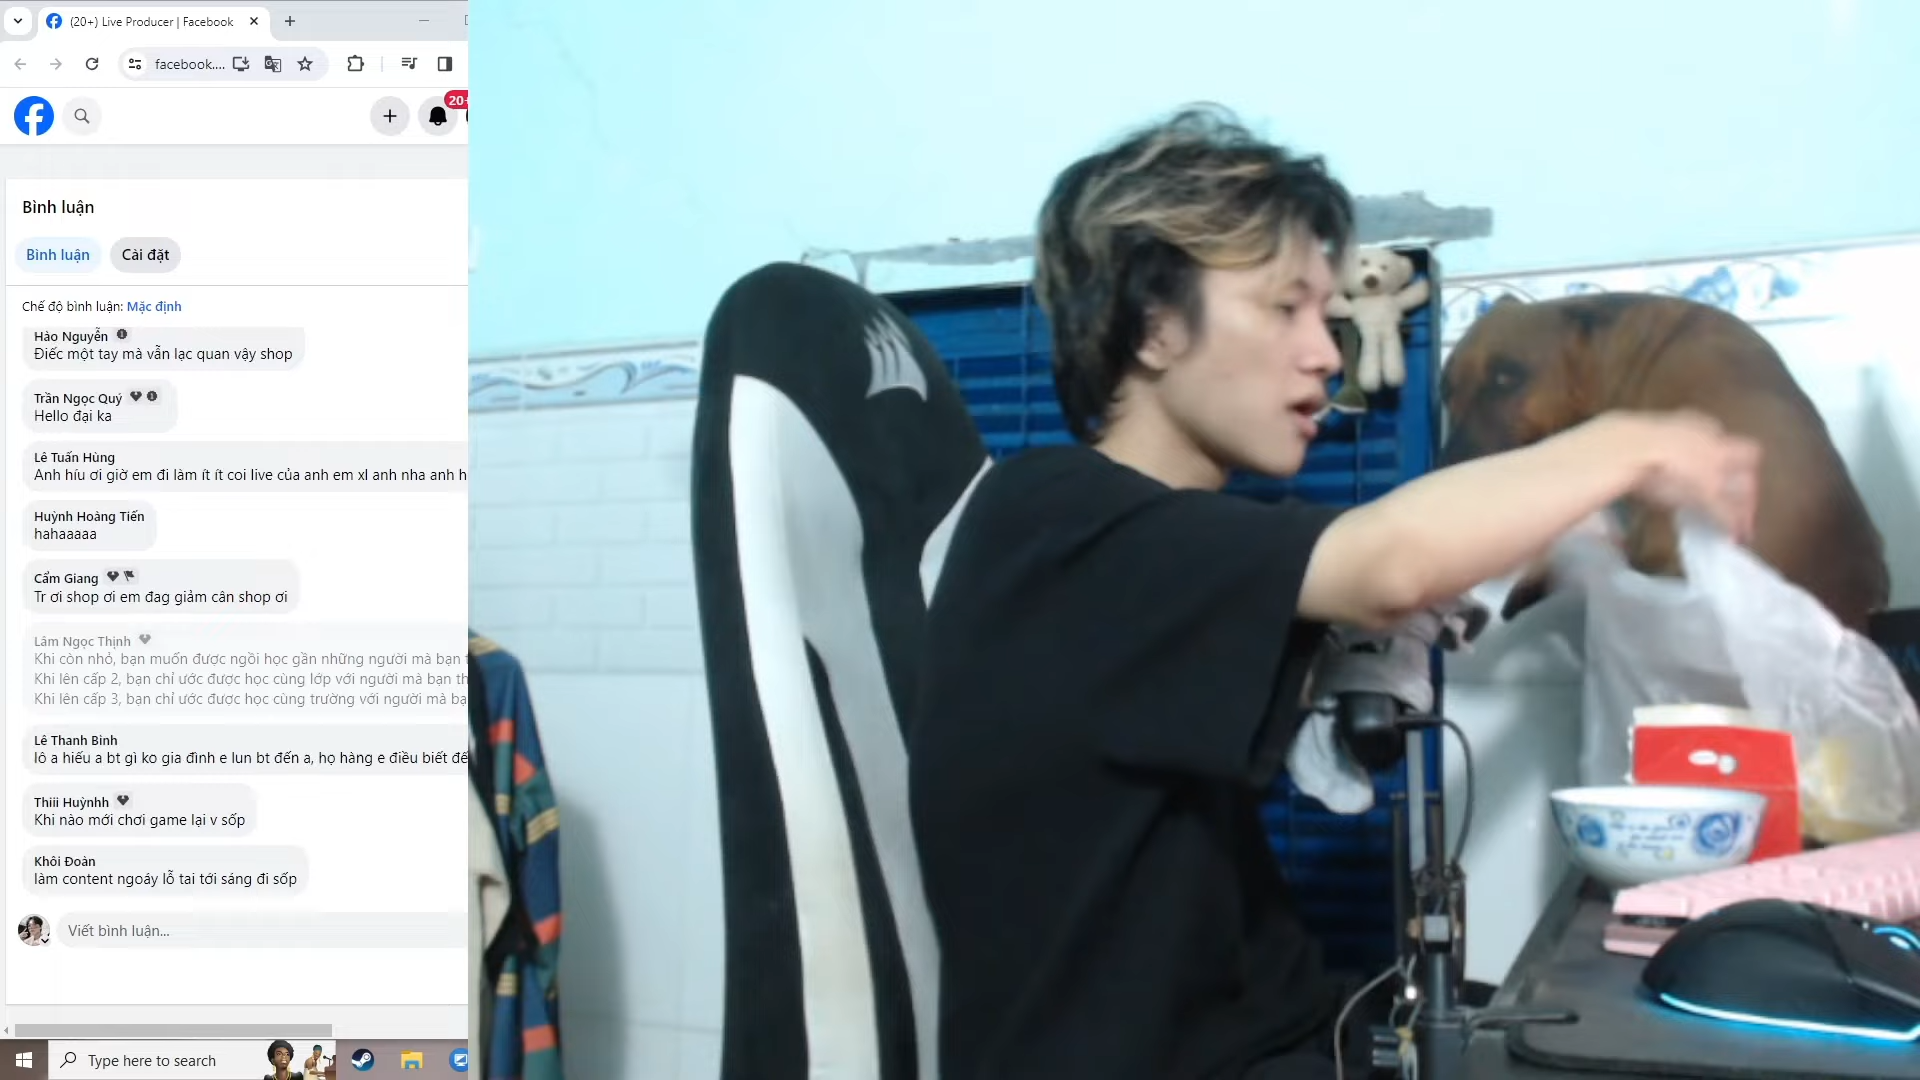 (20+) Live Producer | Facebook
facebook....
20+
Bình luận
Bình luận
Cài đặt
Chế độ bình luận: Mặc định
Hào Nguyễn
Điếc một tay mà vẫn lạc quan vậy shop
Trần Ngọc Quý
Hello đại ka
Lê Tuấn Hùng
Anh híu ơi giờ em đi làm ít ít coi live của anh em xl anh nha anh h
Huỳnh Hoàng Tiến
hahaaaaa
Cẩm Giang
Tr ơi shop ơi em đag giảm cân shop ơi
Lâm Ngọc Thịnh
Khi còn nhỏ, bạn muốn được ngồi học gần những người mà bạn t
Khi lên cấp 2, bạn chỉ ước được học cùng lớp với người mà bạn th
Khi lên cấp 3, bạn chỉ ước được học cùng trường với người mà bạ
Lê Thanh Bình
lô a hiếu a bt gì ko gia đình e lun bt đến a, họ hàng e điều biết đế
Thiii Huỳnhh
Khi nào mới chơi game lại v sốp
Khôi Đoàn
làm content ngoáy lỗ tai tới sáng đi sốp
Viết bình luận...
Type here to search